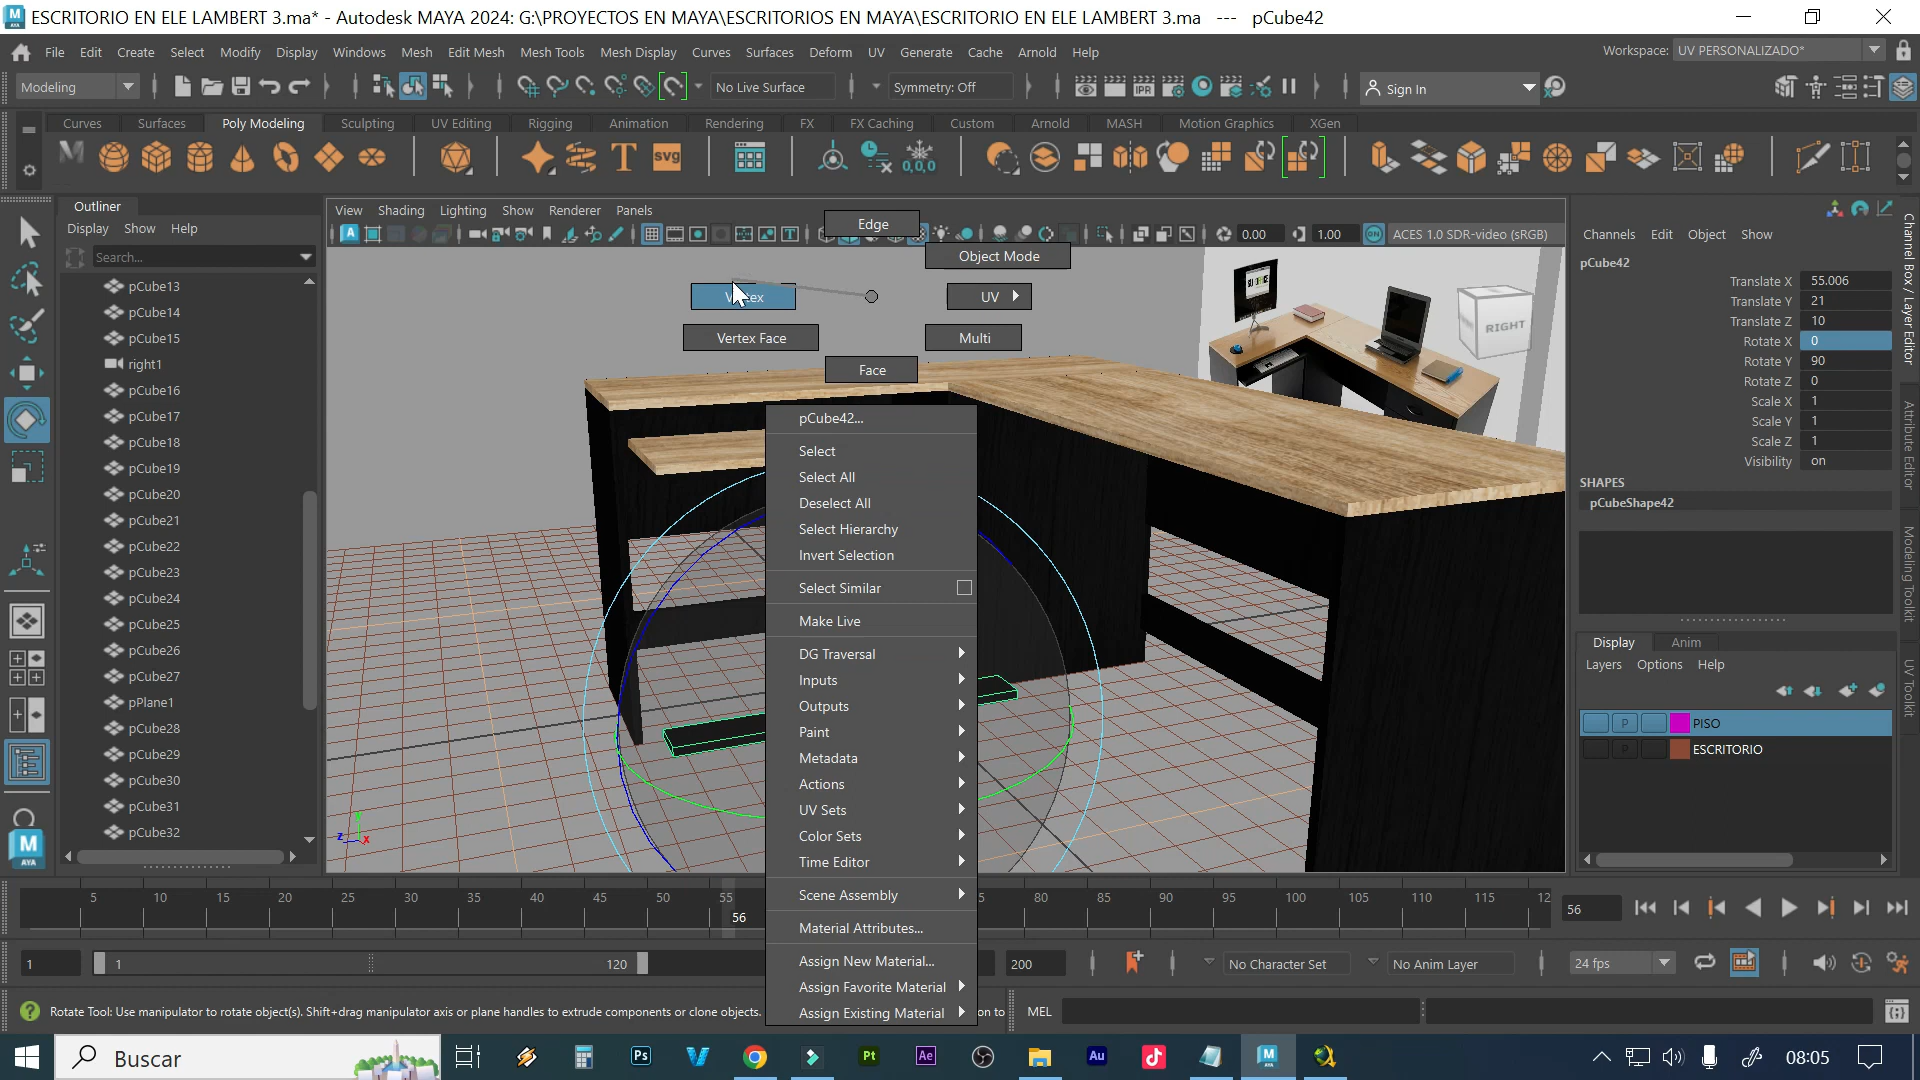 ESCRITORIO EN ELE LAMBERT 3.ma* - Autodesk MAYA 2024: G:\PROYECTOS EN MAYA\ESCRITORIOS EN MAYA\ESCRITORIO EN ELE LAMBERT 3.ma --- pCube42
File Edit Create Select Modify Display Windows Mesh Edit Mesh Mesh Tools Mesh Display Curves Surfaces Deform UV Generate Cache Arnold Help
Workspace: UV PERSONALIZADO*
Modeling
No Live Surface
Symmetry: Off
Sign In
Curves Surfaces Poly Modeling Sculpting UV Editing Rigging Animation Rendering FX FX Caching Custom Arnold MASH Motion Graphics XGen
Outliner
Display Show Help
Search...
pCube13
pCube14
pCube15
right1
pCube16
pCube17
pCube18
pCube19
pCube20
pCube21
pCube22
pCube23
pCube24
pCube25
pCube26
pCube27
pPlane1
pCube28
pCube29
pCube30
pCube31
pCube32
View Shading Lighting Show Renderer Panels
0.00 1.00 ACES 1.0 SDR-video (sRGB)
Edge
Object Mode
UV
Vertex Face
Multi
Face
pCube42...
Select
Select All
Deselect All
Select Hierarchy
Invert Selection
Select Similar
Make Live
DG Traversal
Inputs
Outputs
Paint
Metadata
Actions
UV Sets
Color Sets
Time Editor
Scene Assembly
Material Attributes...
Assign New Material...
Assign Favorite Material
Assign Existing Material
RIGHT
Channels Edit Object Show
pCube42
Translate X 55.006
Translate Y 21
Translate Z 10
Rotate X 0
Rotate Y 90
Rotate Z 0
Scale X 1
Scale Y 1
Scale Z 1
Visibility on
SHAPES
pCubeShape42
Display Anim
Layers Options Help
P PISO
P ESCRITORIO
Channel Box / Layer Editor
Attribute Editor
Modeling Toolkit
UV Toolkit
5 10 15 20 25 30 35 40 45 50 55 80 85 90 95 100 105 110 115 12
56
56
1
1
120
200
No Character Set
No Anim Layer
24 fps
Rotate Tool: Use manipulator to rotate object(s). Shift+drag manipulator axis or plane handles to extrude components or clone objects.
MEL
Buscar
08:05